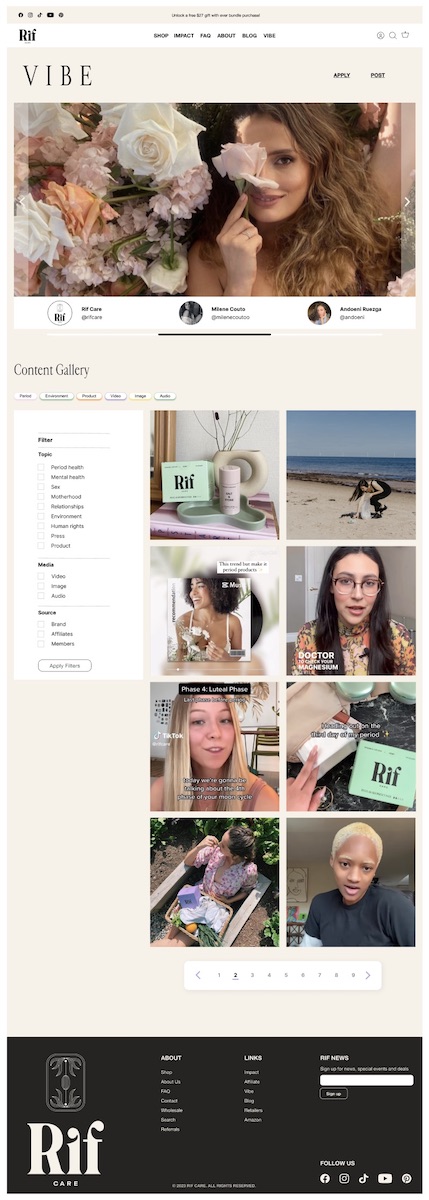 Unlock a free $27 gift with ever bundle purchase!
Rif
SHOP IMPACT FAQ ABOUT BLOG VIBE
VIBE
APPLY POST
Rif
Rif Care
@rifcare
Milene Couto
@milenecoutoo
Andoeni Ruezga
@andoeni
Content Gallery
Period Environment Product Video Image Audio
Filter
Topic
Period health
Mental health
Sex
Motherhood
Relationships
Environment
Human rights
Press
Product
Media
Video
Image
Audio
Source
Brand
Affiliates
Members
Apply Filters
Rif
This trend but make it
period products
recommendation
Music
DOCTOR
TO CHECK YOUR
MAGNESIUM
Phase 4: Luteal Phase
TikTok
today we're gonna be
talking about the 4th
phase of your moon cycle
Heading out on the
third day of my period ✨
Rif
Rif
1 2 3 4 5 6 7 8 9
Rif
CARE
ABOUT
Shop
About Us
FAQ
Contact
Wholesale
Search
Referrals
LINKS
Impact
Affiliate
Vibe
Blog
Retailers
Amazon
RIF NEWS
Sign up for news, special events and deals
Sign up
FOLLOW US
© 2023 RIF CARE. ALL RIGHTS RESERVED.